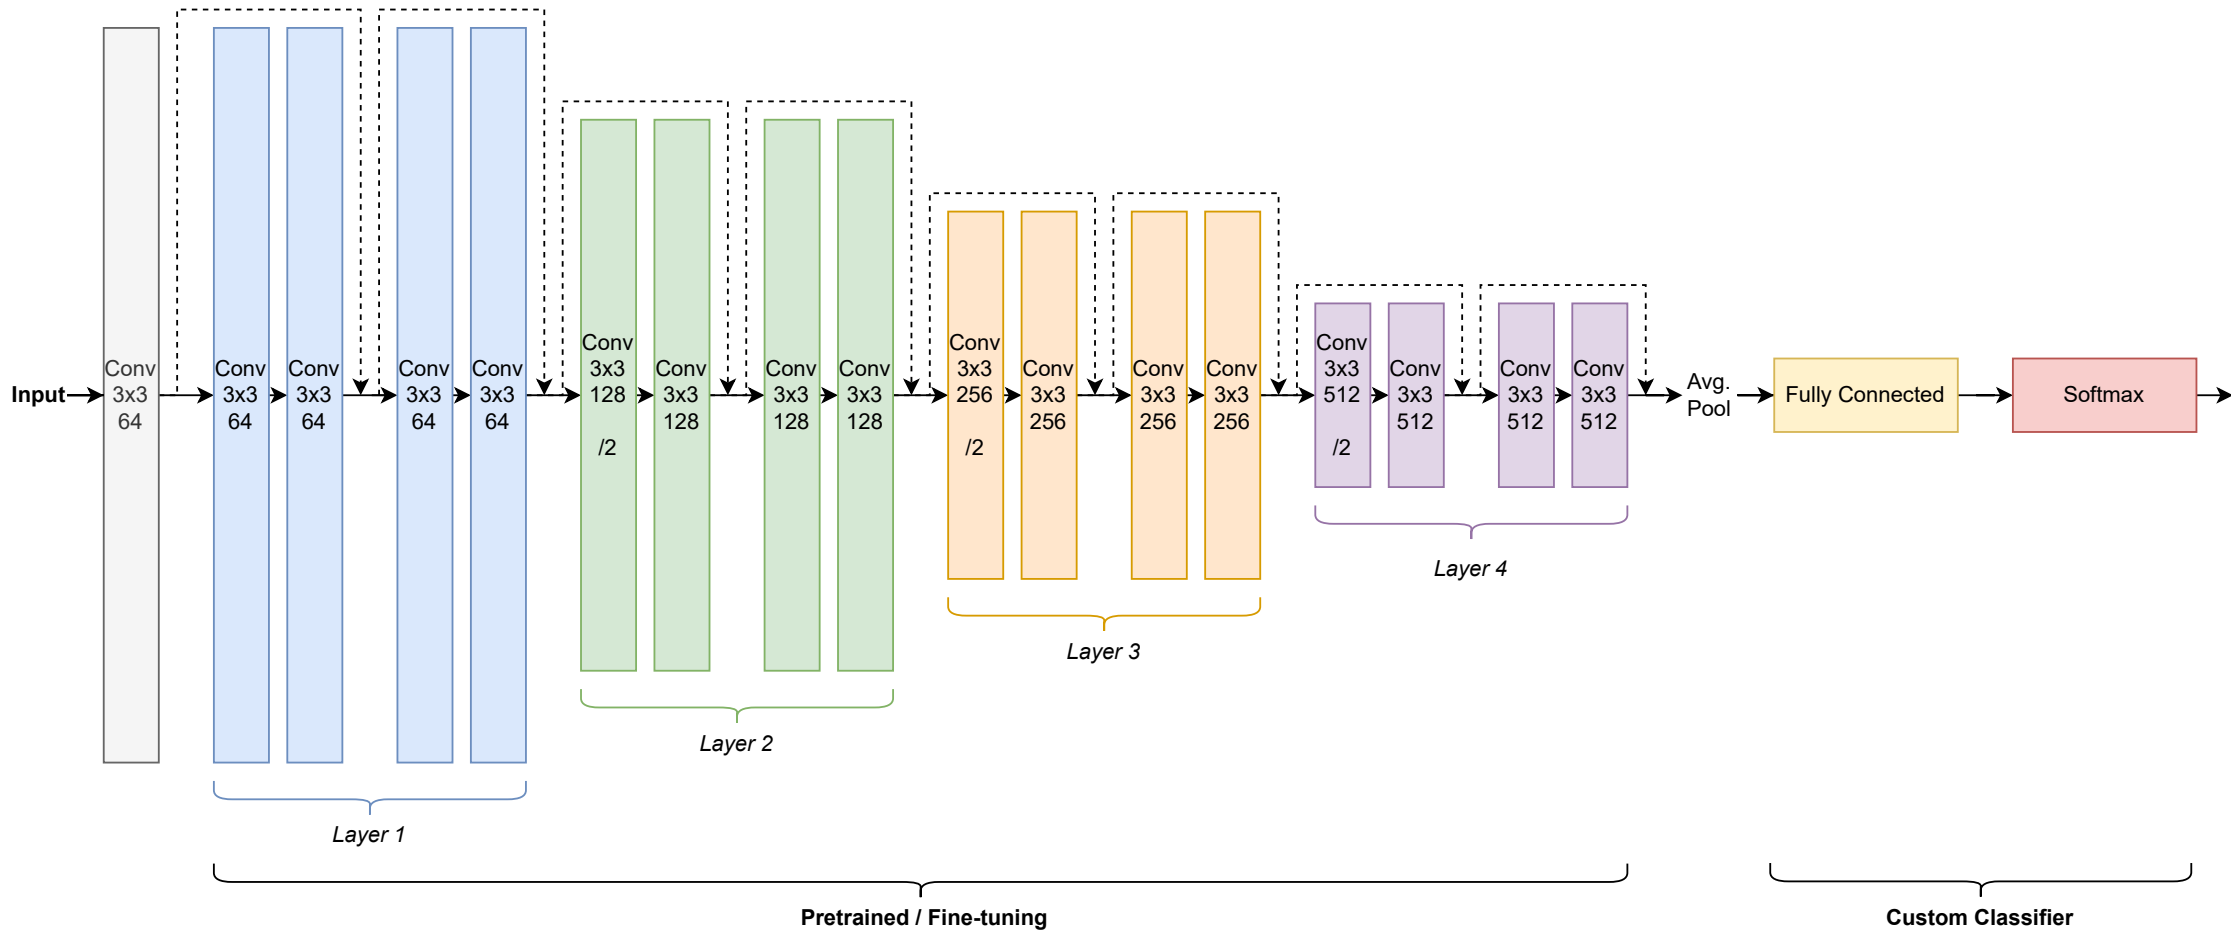 Input
Conv
3x3
64
Conv
3x3
64
Conv
3x3
64
Conv
3x3
64
Conv
3x3
64
Conv
3x3
128
/2
Conv
3x3
128
Conv
3x3
128
Conv
3x3
128
Conv
3x3
256
/2
Conv
3x3
256
Conv
3x3
256
Conv
3x3
256
Conv
3x3
512
/2
Conv
3x3
512
Conv
3x3
512
Conv
3x3
512
Avg.
Pool
Fully Connected
Softmax
Layer 4
Layer 3
Layer 2
Layer 1
Pretrained / Fine-tuning
Custom Classifier